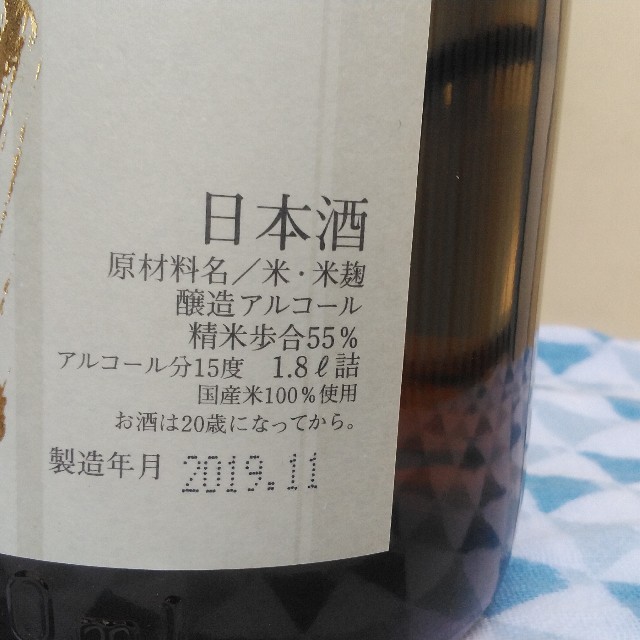 日本酒
原材料名／米・米麹
醸造アルコール
精米歩合55％
アルコール分15度 1.8ℓ詰
国産米100％使用
お酒は20歳になってから。
製造年月 2019.11